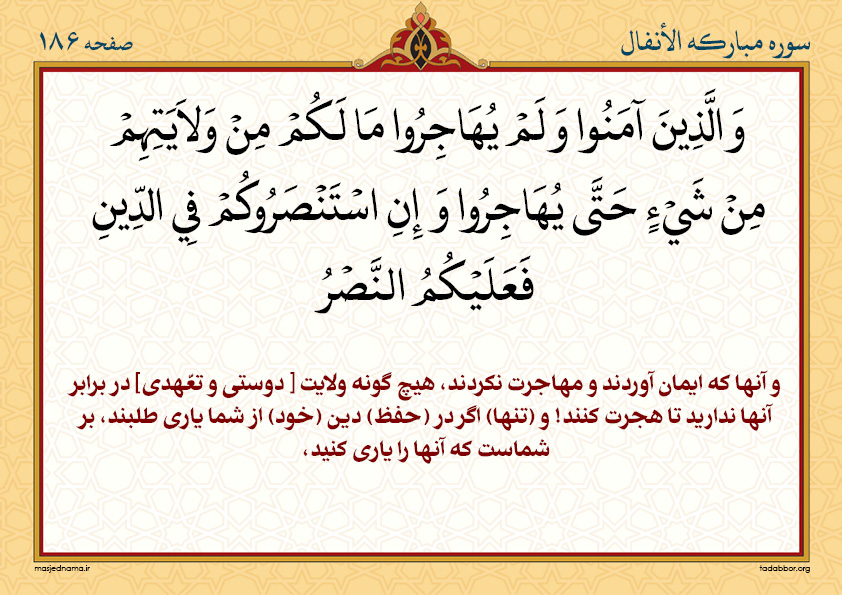 سوره مبارکه الأنفال
صفحه ۱۸۶
وَ الَّذِينَ آمَنُوا وَ لَمْ يُهَاجِرُوا مَا لَكُمْ مِنْ وَلاَيَتِهِمْ
مِنْ شَيْءٍ حَتَّى يُهَاجِرُوا وَ إِنِ اسْتَنْصَرُوكُمْ فِي الدِّينِ
فَعَلَيْكُمُ النَّصْرُ
و آنها که ایمان آوردند و مهاجرت نکردند، هیچ گونه ولایت [ دوستی و تعّهدی] در برابر
آنها ندارید تا هجرت کنند! و (تنها) اگر در (حفظ) دین (خود) از شما یاری طلبند، بر
شماست که آنها را یاری کنید،
masjednama.ir
tadabbor.org